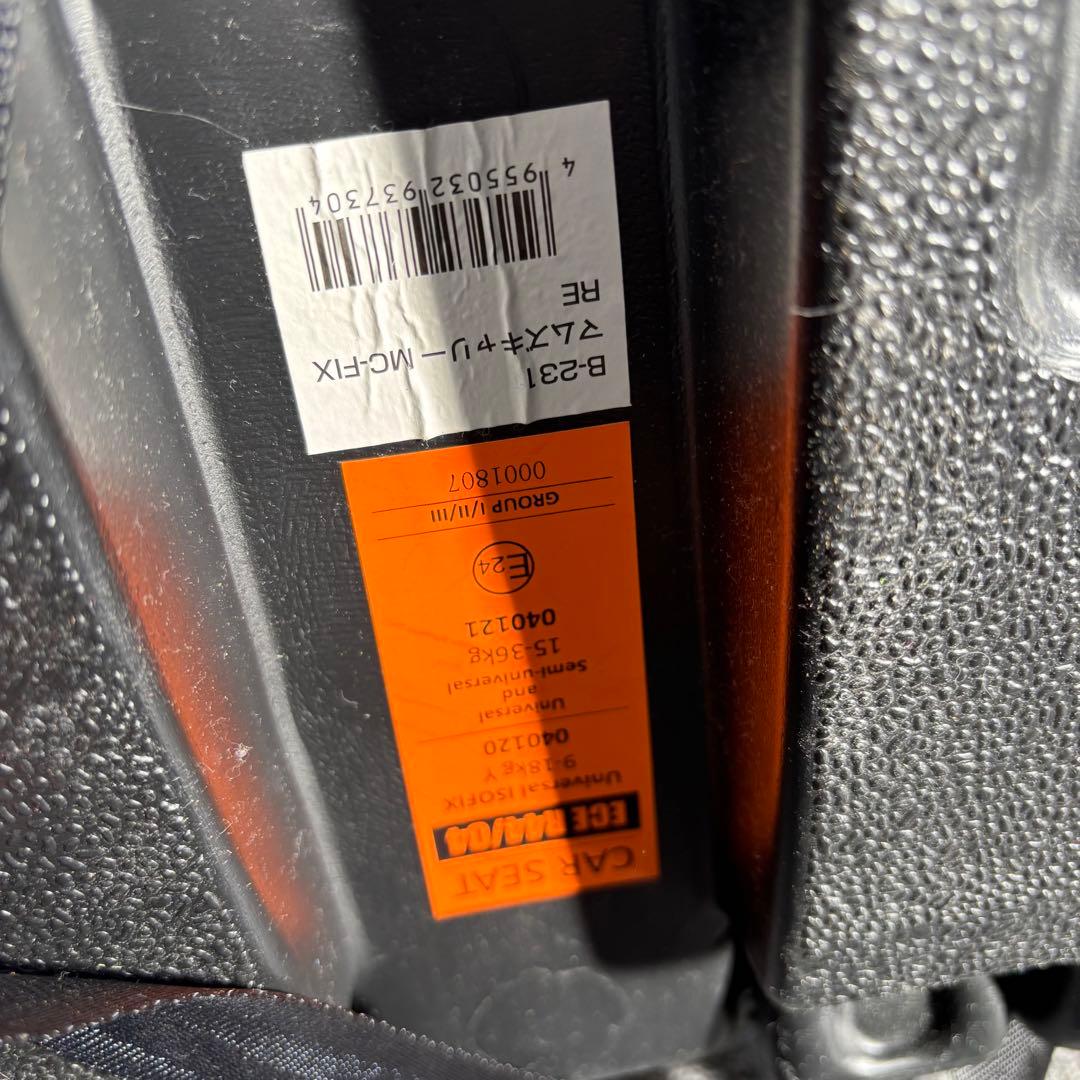 CAR SEAT
ECE R44/04
Universal ISOFIX
9-18kg Y
040120
Universal
and
Semi-universal
15-36kg
040121
E24
GROUP I/II/III
0001807
B-231
マムズキャリー MC-FIX
RE
4 955032 937304